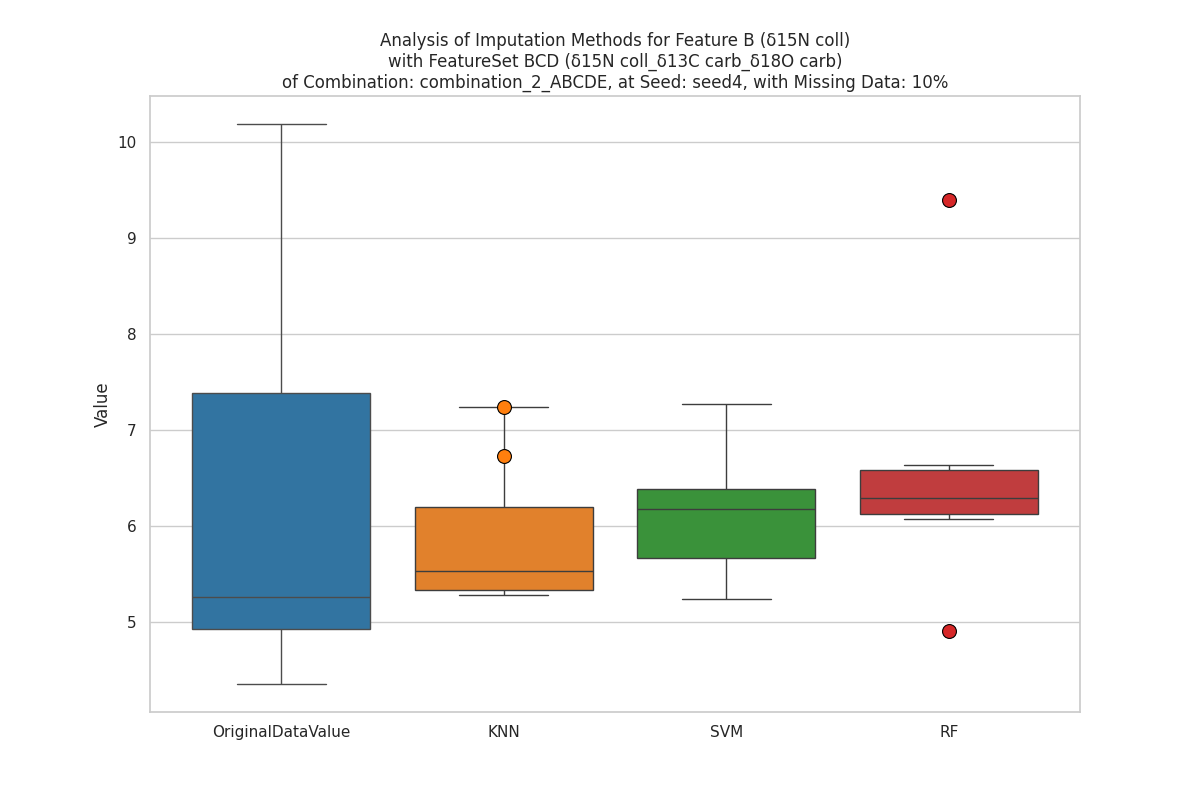 Analysis of Imputation Methods for Feature B (δ15N coll)
with FeatureSet BCD (δ15N coll_δ13C carb_δ18O carb)
of Combination: combination_2_ABCDE, at Seed: seed4, with Missing Data: 10%
10
9
8
7
6
5
Value
OriginalDataValue
KNN
SVM
RF